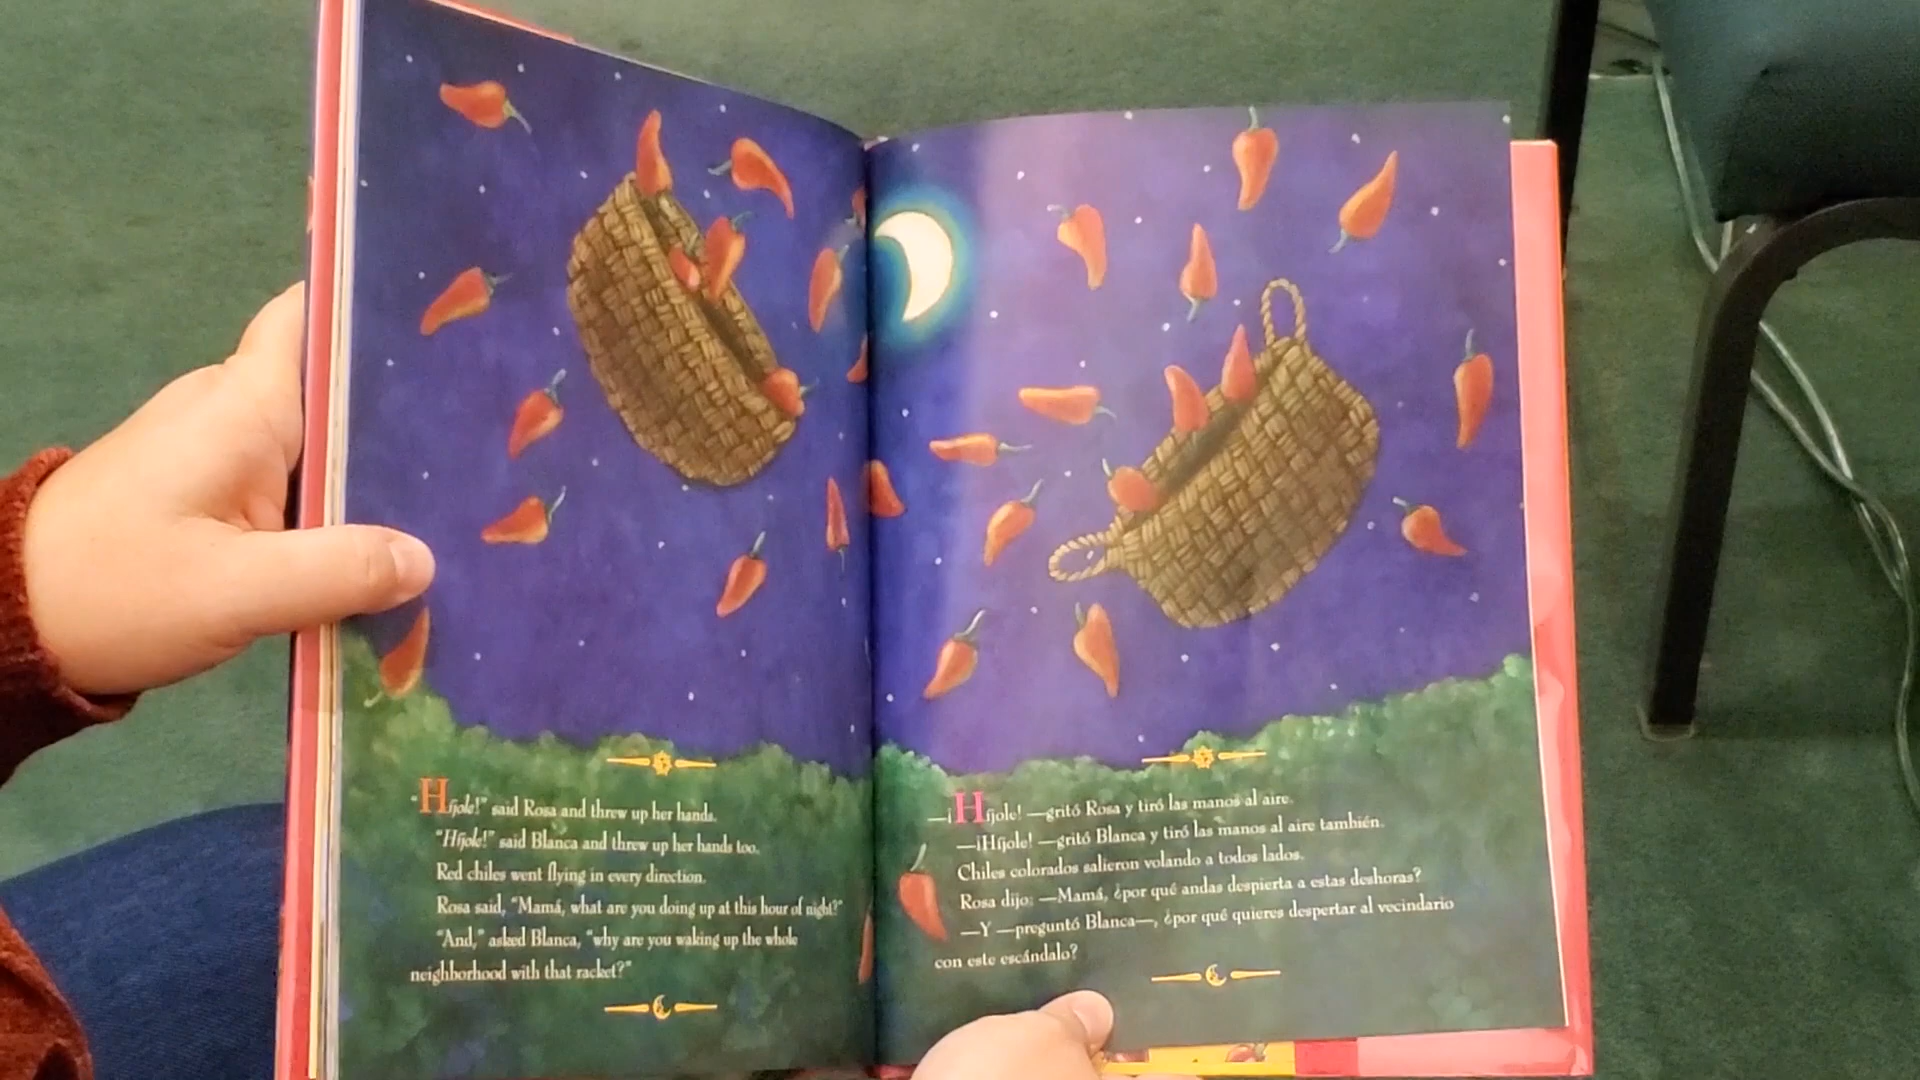 "Híjole!" said Rosa and threw up her hands.
"Híjole!" said Blanca and threw up her hands too.
Red chiles went flying in every direction.
Rosa said, "Mamá, what are you doing up at this hour of night?"
"And," asked Blanca, "why are you waking up the whole
neighborhood with that racket?"
—¡Híjole! —gritó Rosa y tiró las manos al aire.
—¡Híjole! —gritó Blanca y tiró las manos al aire también.
Chiles colorados salieron volando a todos lados.
Rosa dijo: —Mamá, ¿por qué andas despierta a estas deshoras?
—Y —preguntó Blanca—, ¿por qué quieres despertar al vecindario
con este escándalo?